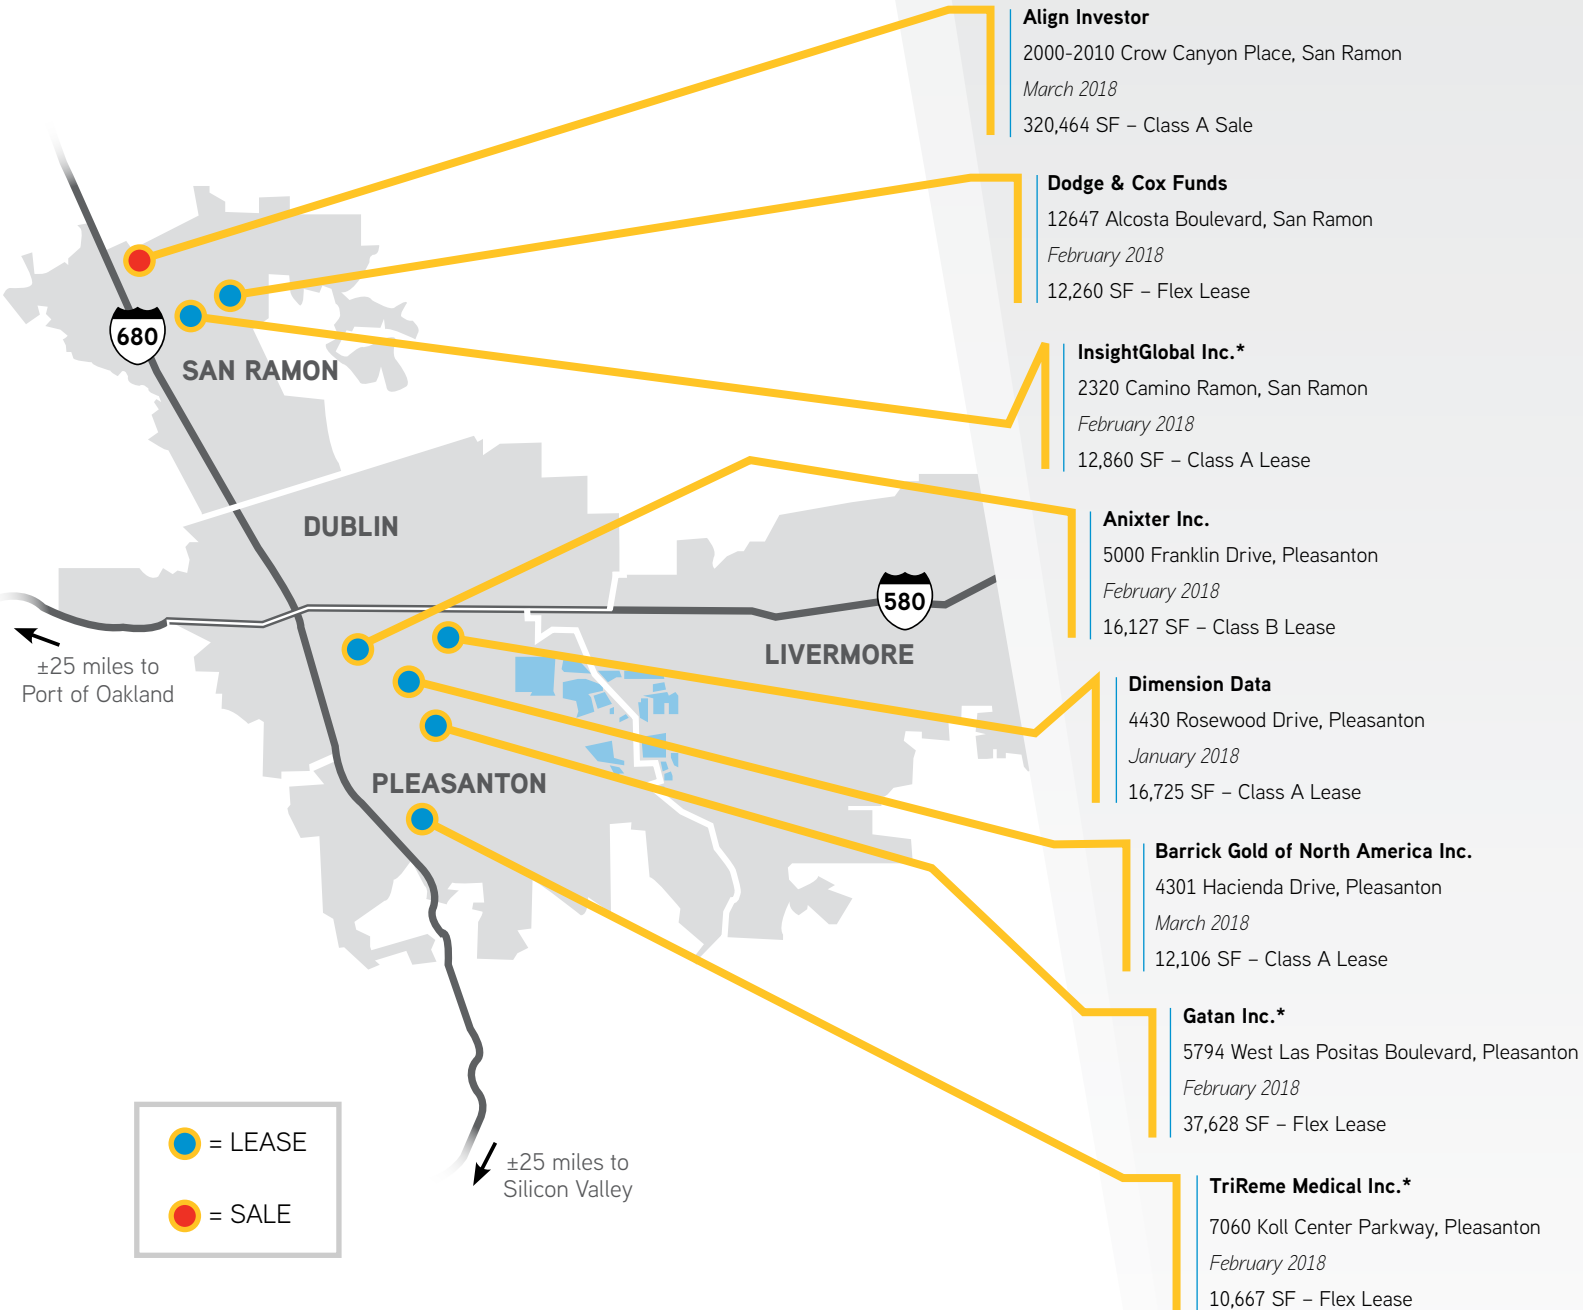 Align Investor
2000-2010 Crow Canyon Place, San Ramon
March 2018
320,464 SF – Class A Sale
Dodge & Cox Funds
12647 Alcosta Boulevard, San Ramon
February 2018
12,260 SF – Flex Lease
InsightGlobal Inc.*
2320 Camino Ramon, San Ramon
February 2018
12,860 SF – Class A Lease
Anixter Inc.
5000 Franklin Drive, Pleasanton
February 2018
16,127 SF – Class B Lease
Dimension Data
4430 Rosewood Drive, Pleasanton
January 2018
16,725 SF – Class A Lease
Barrick Gold of North America Inc.
4301 Hacienda Drive, Pleasanton
March 2018
12,106 SF – Class A Lease
Gatan Inc.*
5794 West Las Positas Boulevard, Pleasanton
February 2018
37,628 SF – Flex Lease
TriReme Medical Inc.*
7060 Koll Center Parkway, Pleasanton
February 2018
10,667 SF – Flex Lease
680
SAN RAMON
DUBLIN
580
LIVERMORE
±25 miles to
Port of Oakland
PLEASANTON
±25 miles to
Silicon Valley
= LEASE
= SALE